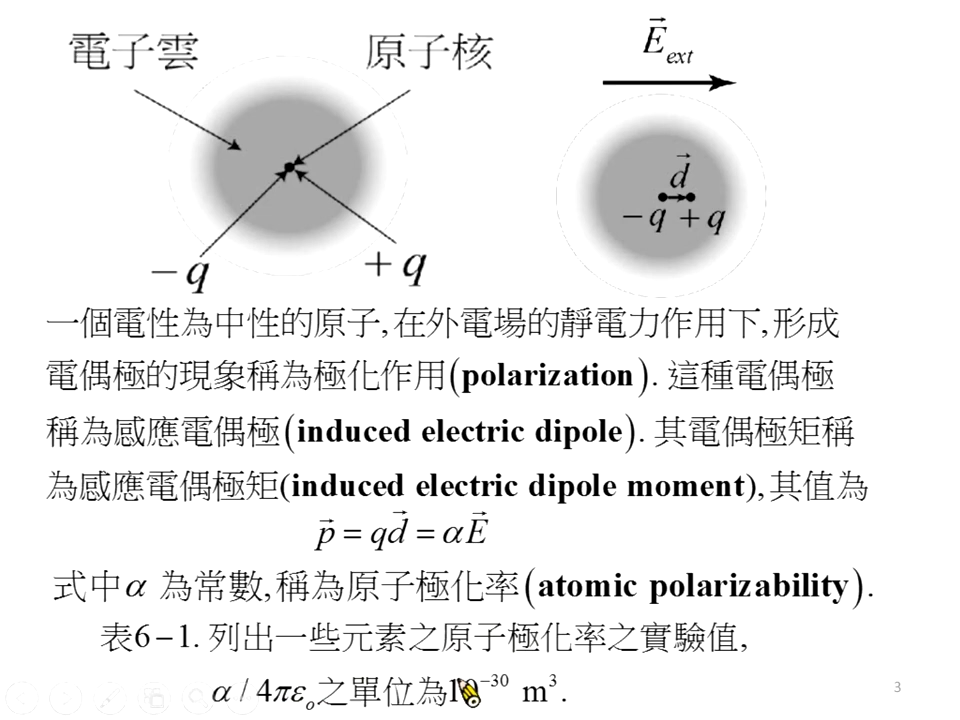 電子雲 原子核
E⃗ext
d⃗
−q +q
−q +q
一個電性為中性的原子,在外電場的靜電力作用下,形成
電偶極的現象稱為極化作用(polarization). 這種電偶極
稱為感應電偶極(induced electric dipole). 其電偶極矩稱
為感應電偶極矩(induced electric dipole moment), 其值為
p⃗ = qd⃗ = αE⃗
式中α 為常數,稱為原子極化率(atomic polarizability).
表6−1. 列出一些元素之原子極化率之實驗值,
α / 4πεₒ之單位為10⁻³⁰ m³.
3